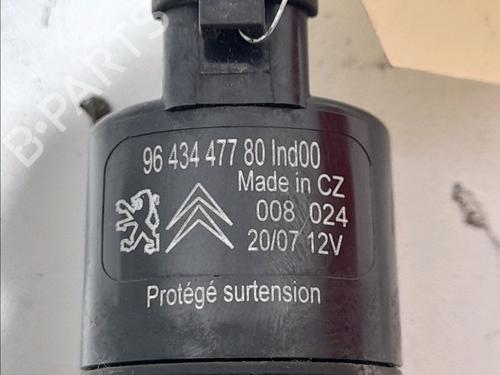 B-PARTS
96 434 477 80 Ind00
Made in CZ
008 024
20/07 12V
Protégé surtension